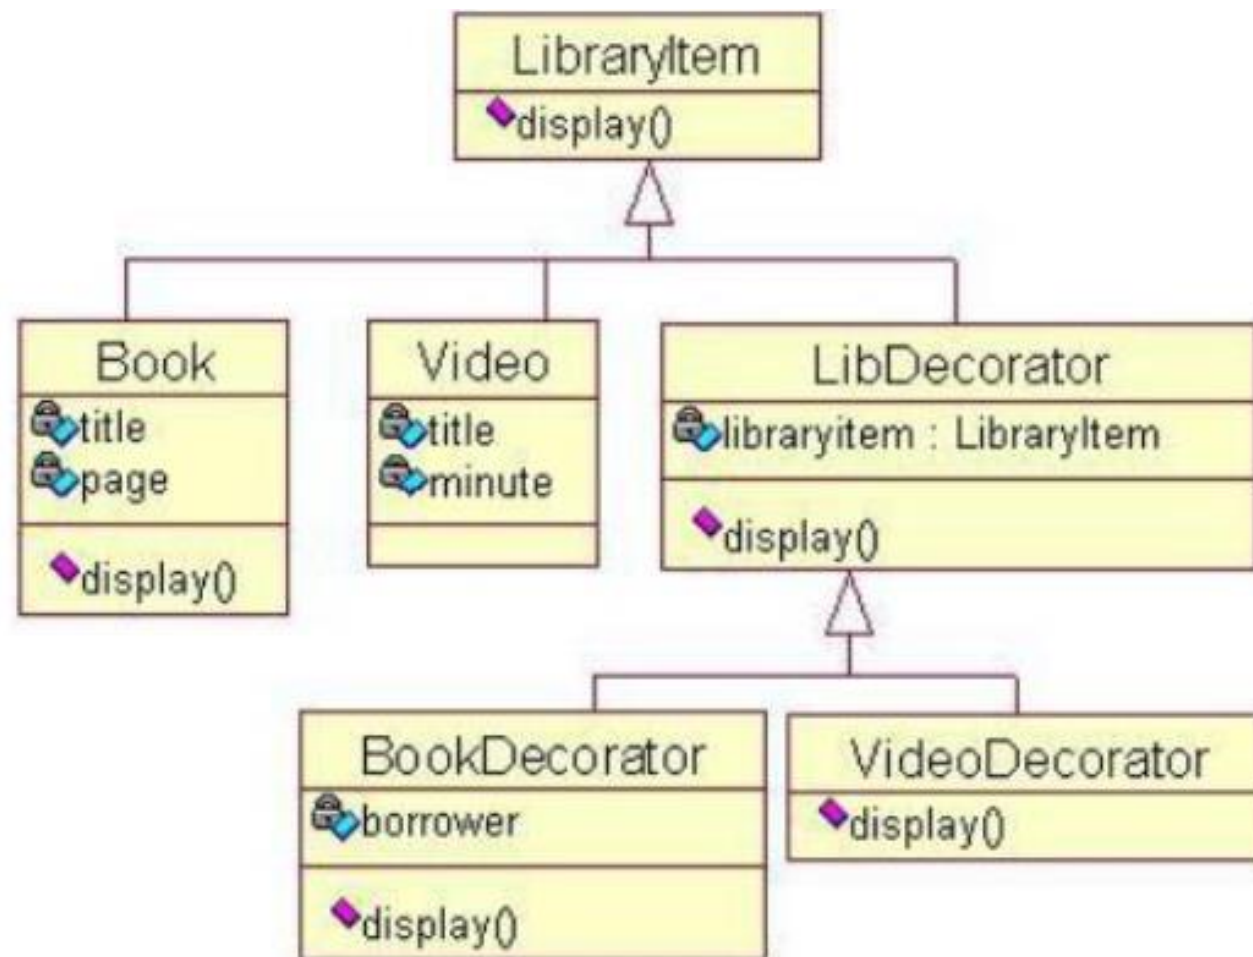 LibraryItem
display()
Book
title
page
display()
Video
title
minute
LibDecorator
libraryitem : LibraryItem
display()
BookDecorator
borrower
display()
VideoDecorator
display()